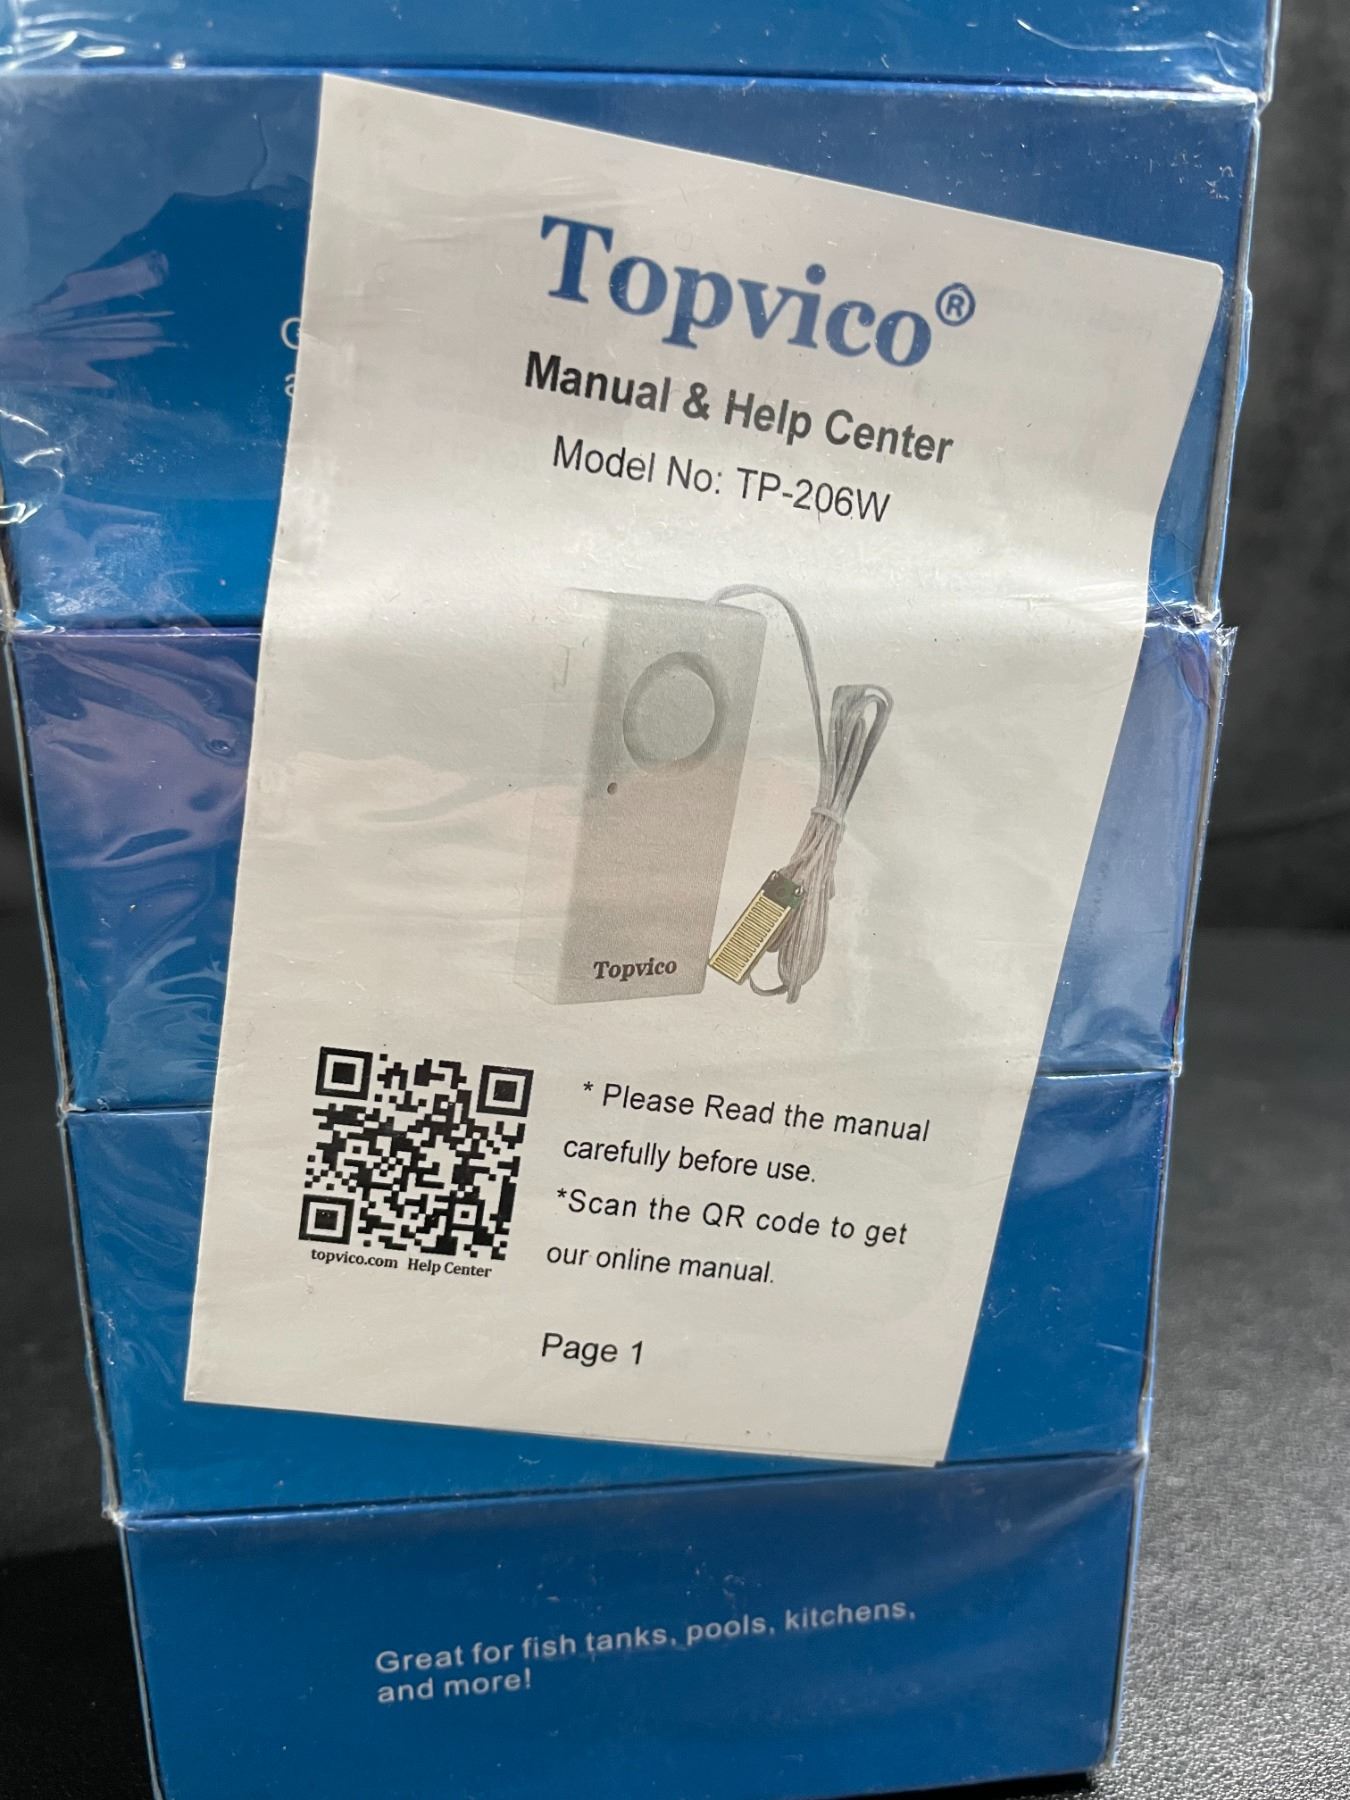 Topvico®
Manual & Help Center
Model No: TP-206W
Topvico
* Please Read the manual
carefully before use.
*Scan the QR code to get
our online manual.
topvico.com Help Center
Page 1
Great for fish tanks, pools, kitchens,
and more!